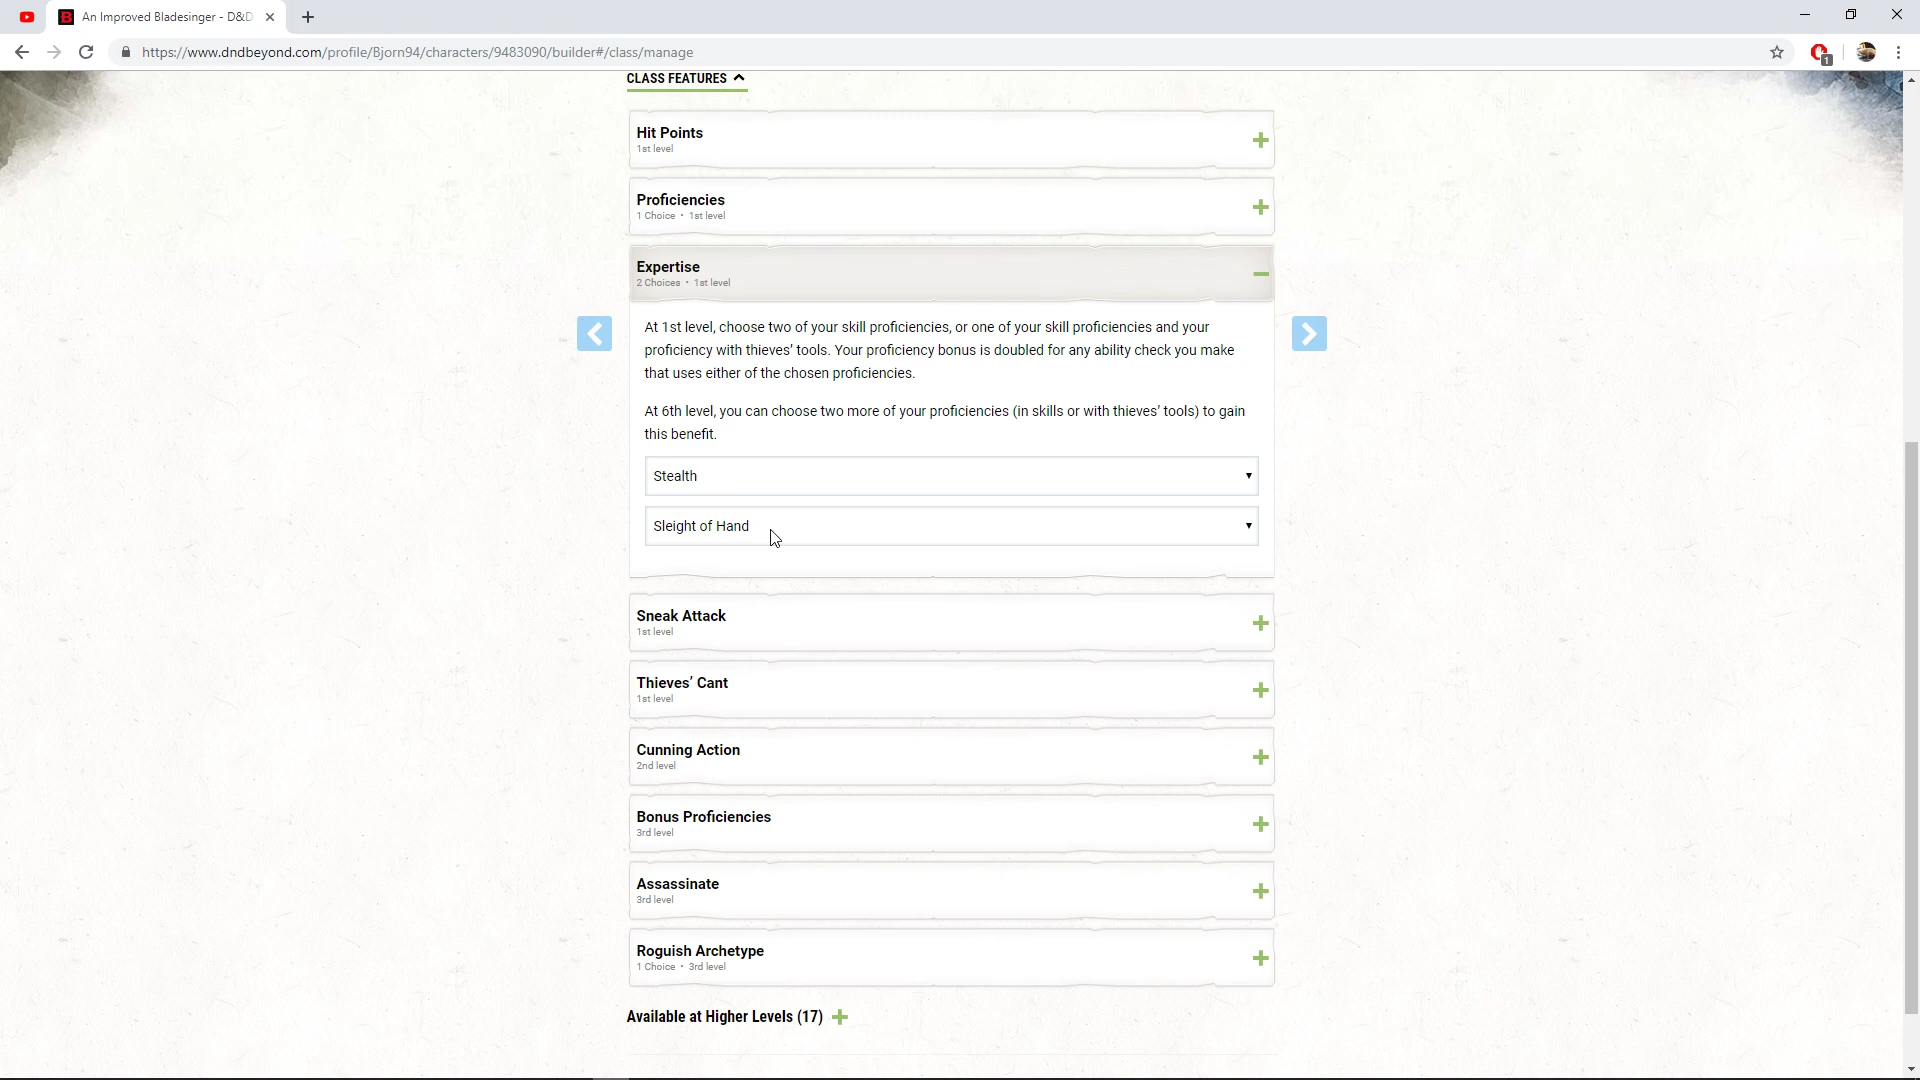 An Improved Bladesinger - D&D
https://www.dndbeyond.com/profile/Bjorn94/characters/9483090/builder#/class/manage
1
CLASS FEATURES
Hit Points
1st level
Proficiencies
1 Choice • 1st level
Expertise
2 Choices • 1st level
At 1st level, choose two of your skill proficiencies, or one of your skill proficiencies and your
proficiency with thieves’ tools. Your proficiency bonus is doubled for any ability check you make
that uses either of the chosen proficiencies.
At 6th level, you can choose two more of your proficiencies (in skills or with thieves’ tools) to gain
this benefit.
Stealth
Sleight of Hand
Sneak Attack
1st level
Thieves’ Cant
1st level
Cunning Action
2nd level
Bonus Proficiencies
3rd level
Assassinate
3rd level
Roguish Archetype
1 Choice • 3rd level
Available at Higher Levels (17)